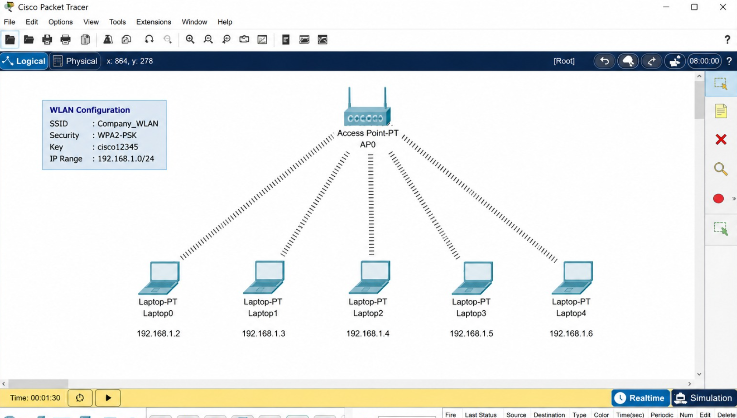 Cisco Packet Tracer
File Edit Options View Tools Extensions Window Help
?
Logical Physical x: 864, y: 278 [Root] 08:00:00 ?
WLAN Configuration
SSID : Company_WLAN
Security : WPA2-PSK
Key : cisco12345
IP Range : 192.168.1.0/24
Access Point-PT
AP0
Laptop-PT Laptop-PT Laptop-PT Laptop-PT Laptop-PT
Laptop0 Laptop1 Laptop2 Laptop3 Laptop4
192.168.1.2 192.168.1.3 192.168.1.4 192.168.1.5 192.168.1.6
Time: 00:01:30 Realtime Simulation
Fire Last Status Source Destination Type Color Time(sec) Periodic Num Edit Delete